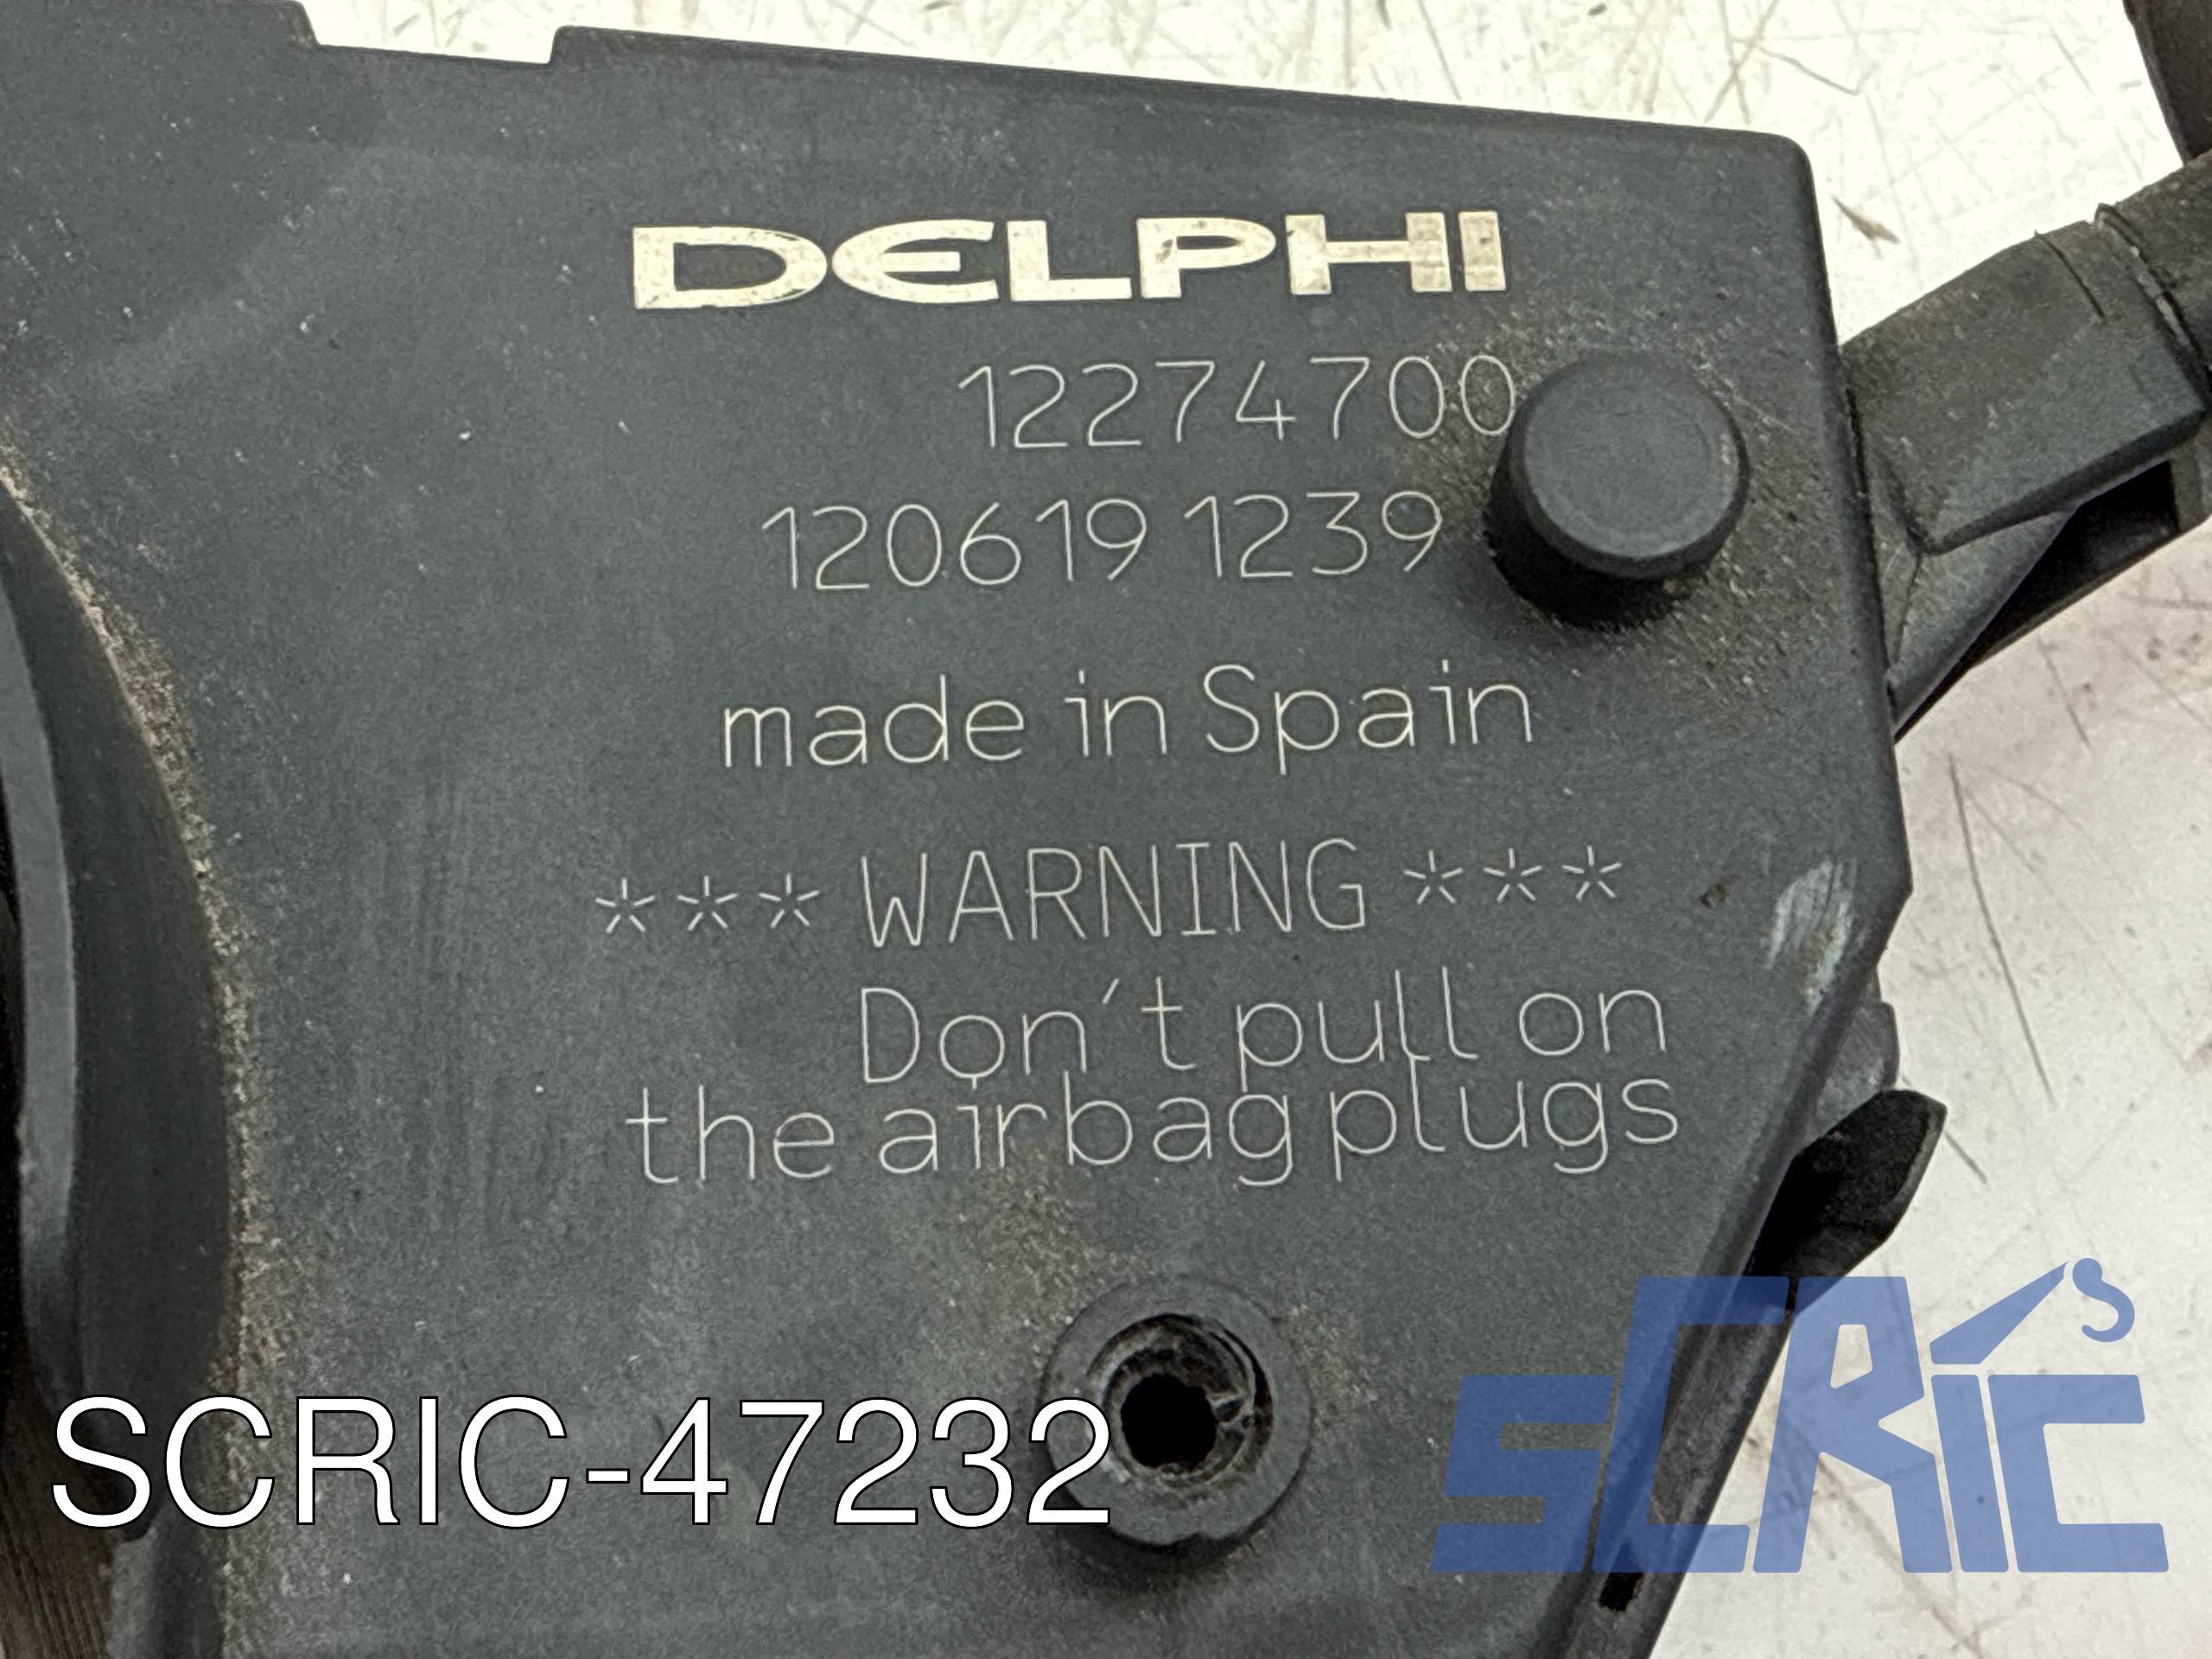 DELPHI
12274700
120619 1239
made in Spain
*** WARNING ***
Don't pull on
the airbag plugs
SCRIC-47232
SCRIC'S